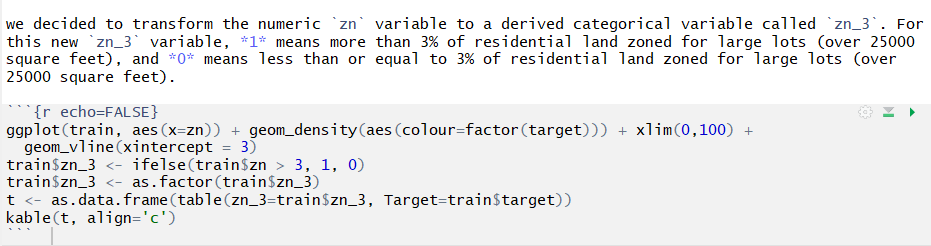 we decided to transform the numeric `zn` variable to a derived categorical variable called `zn_3`. For
this new `zn_3` variable, *1* means more than 3% of residential land zoned for large lots (over 25000
square feet), and *0* means less than or equal to 3% of residential land zoned for large lots (over
25000 square feet).
```{r echo=FALSE}
ggplot(train, aes(x=zn)) + geom_density(aes(colour=factor(target))) + xlim(0,100) +
  geom_vline(xintercept = 3)
train$zn_3 <- ifelse(train$zn > 3, 1, 0)
train$zn_3 <- as.factor(train$zn_3)
t <- as.data.frame(table(zn_3=train$zn_3, Target=train$target))
kable(t, align='c')
```